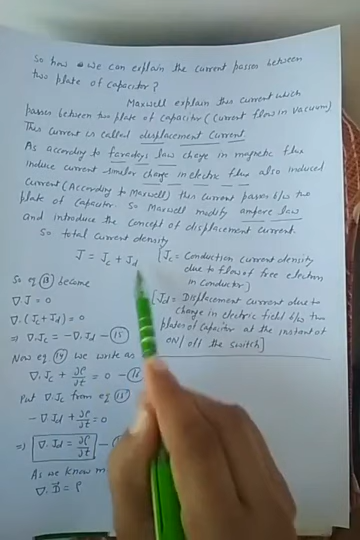 So how we can explain the current passes between
two plate of capacitor?
Maxwell explain this current which
passes between two plate of capacitor (current flow in vacuum)
This current is called displacement current.
As according to faradays law change in magnetic flux
induce current similar change in electric flux also induced
current (According to Maxwell) this current passes b/w two
plate of capacitor. So Maxwell modify ampere law
and introduce the concept of displacement current.
So total current density
J = Jc + Jd
[Jc = Conduction current density
due to flow of free electron
in conductor]
[Jd = Displacement current due to
change in electric field b/w two
plates of capacitor at the instant of
ON/off the switch]
So eq (13) become
∇.J = 0
∇.(Jc+Jd) = 0
⇒ ∇.Jc = -∇.Jd - (15)
Now eq (14) we write as
∇.Jc + ∂ρ/∂t = 0 - (16)
Put ∇.Jc from eq (15)
-∇.Jd + ∂ρ/∂t = 0
⇒ ∇.Jd = ∂ρ/∂t
As we know
∇.D⃗ = ρ